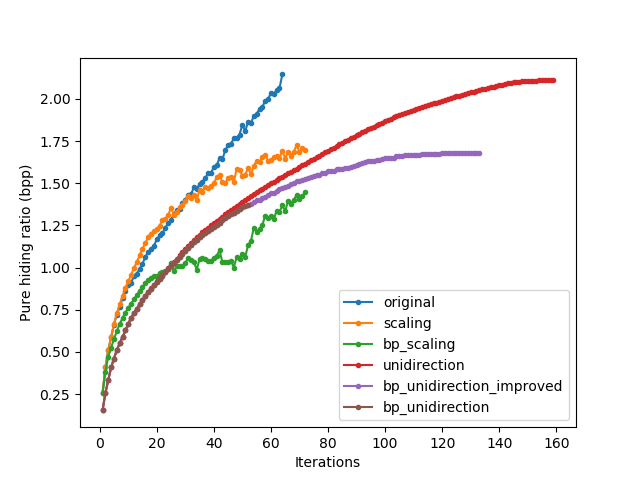 Pure hiding ratio (bpp)
2.00
1.75
1.50
1.25
1.00
0.75
0.50
0.25
original
scaling
bp_scaling
unidirection
bp_unidirection_improved
bp_unidirection
0 20 40 60 80 100 120 140 160
Iterations